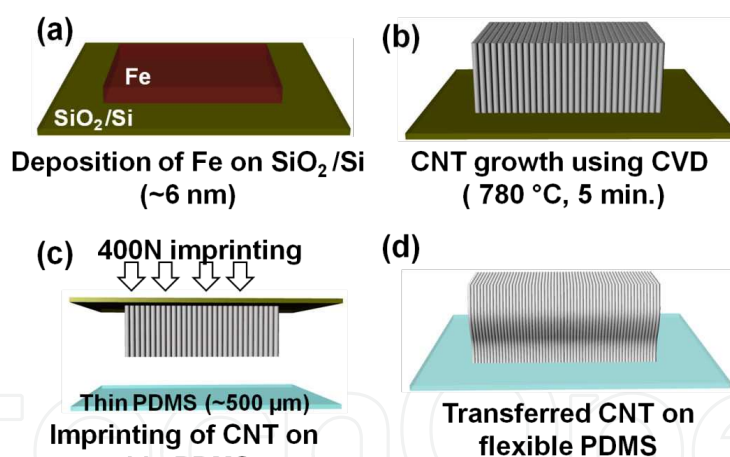 (a)
Fe
SiO₂/Si
Deposition of Fe on SiO₂ /Si
(~6 nm)
(b)
CNT growth using CVD
( 780 °C, 5 min.)
(c)
400N imprinting
Thin PDMS (~500 µm)
Imprinting of CNT on
(d)
Transferred CNT on
flexible PDMS